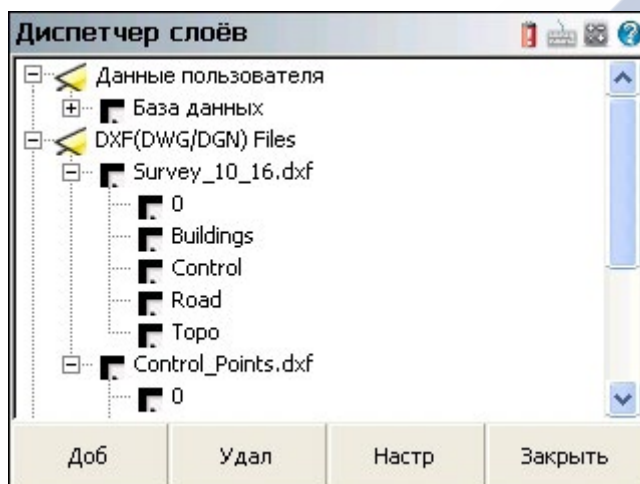 Диспетчер слоёв
Данные пользователя
База данных
DXF(DWG/DGN) Files
Survey_10_16.dxf
0
Buildings
Control
Road
Topo
Control_Points.dxf
0
Доб Удал Настр Закрыть